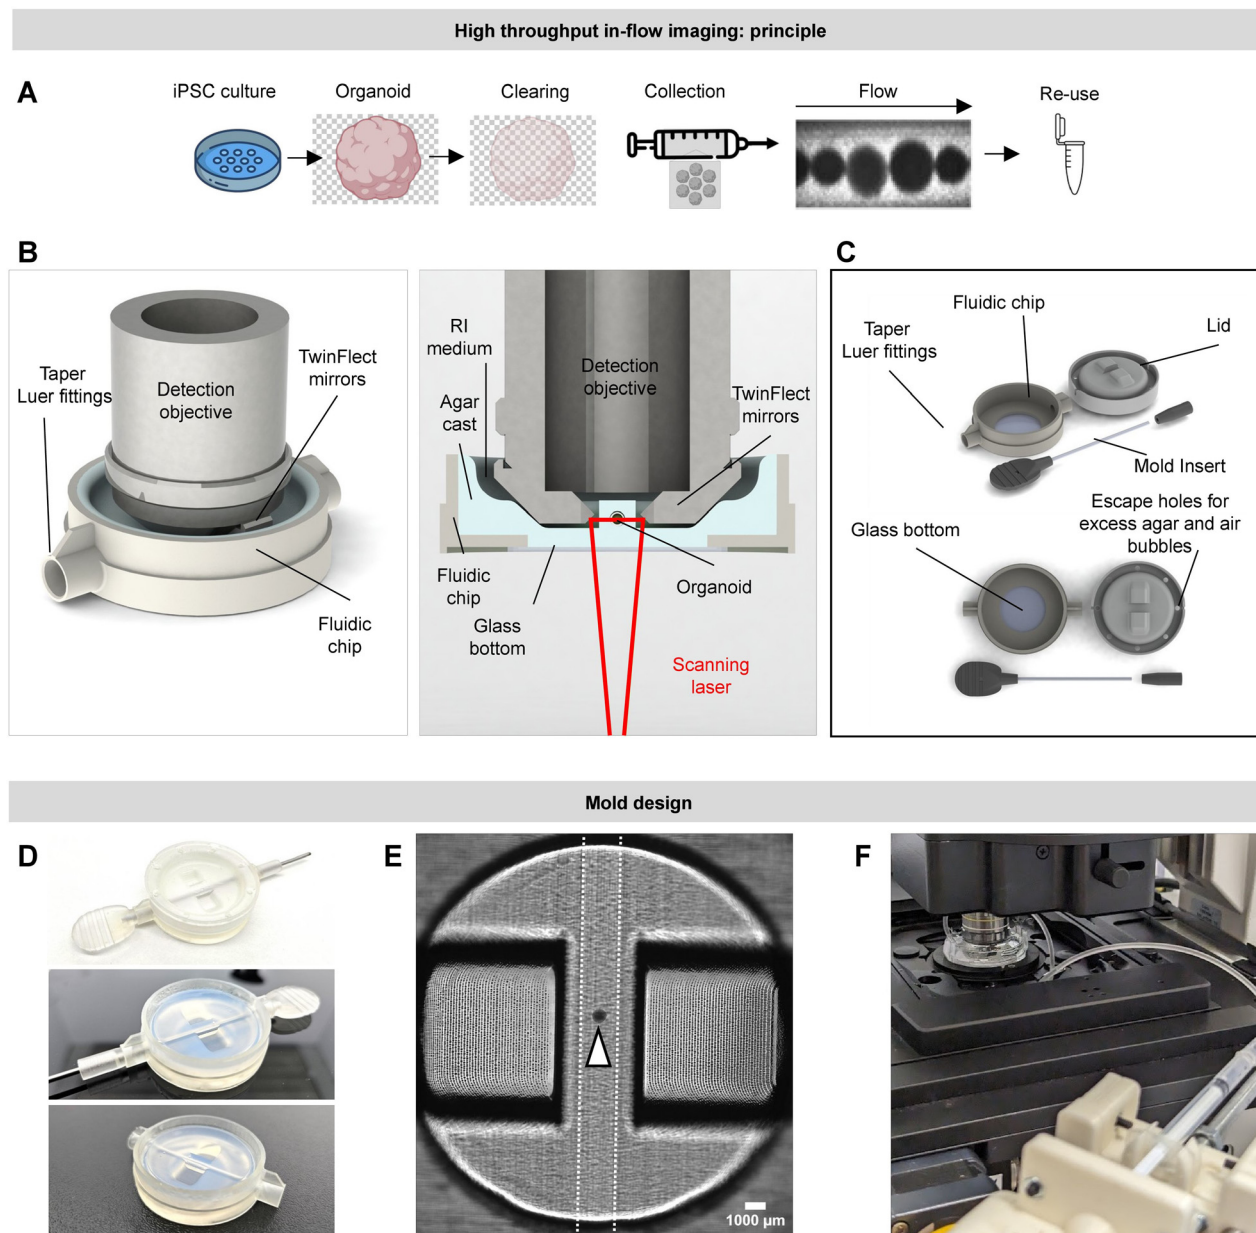 High throughput in-flow imaging: principle
A
iPSC culture
Organoid
Clearing
Collection
Flow
Re-use
B
Taper
Luer fittings
Detection
objective
TwinFlect
mirrors
Fluidic
chip
RI
medium
Agar
cast
Detection
objective
TwinFlect
mirrors
Fluidic
chip
Glass
bottom
Organoid
Scanning
laser
C
Fluidic chip
Taper
Luer fittings
Lid
Mold Insert
Escape holes for
excess agar and air
bubbles
Glass bottom
Mold design
D
E
1000 µm
F